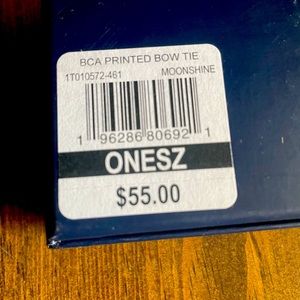 BCA PRINTED BOW TIE
1T010572-461 MOONSHINE
1 96286 80692 1
ONESZ
$55.00